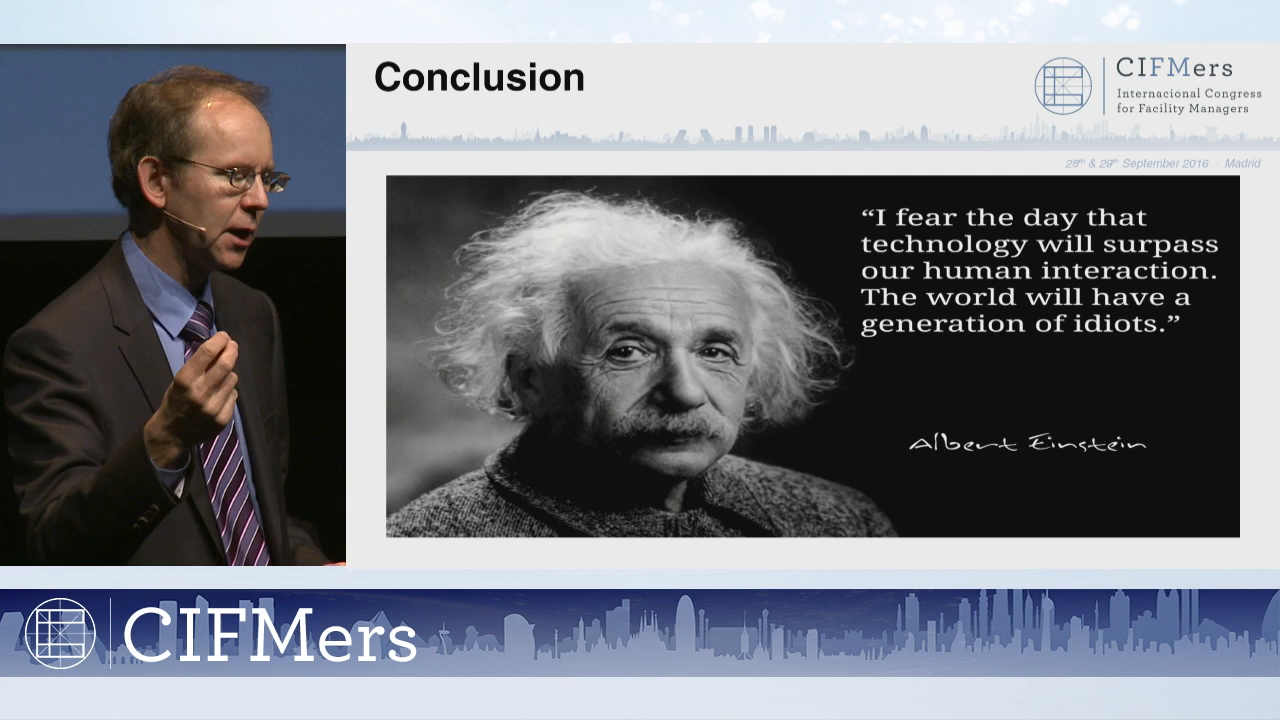 Conclusion
CIFMers
Internacional Congress
for Facility Managers
28th & 29th September 2016 · Madrid
“I fear the day that
technology will surpass
our human interaction.
The world will have a
generation of idiots.”
Albert Einstein
CIFMers